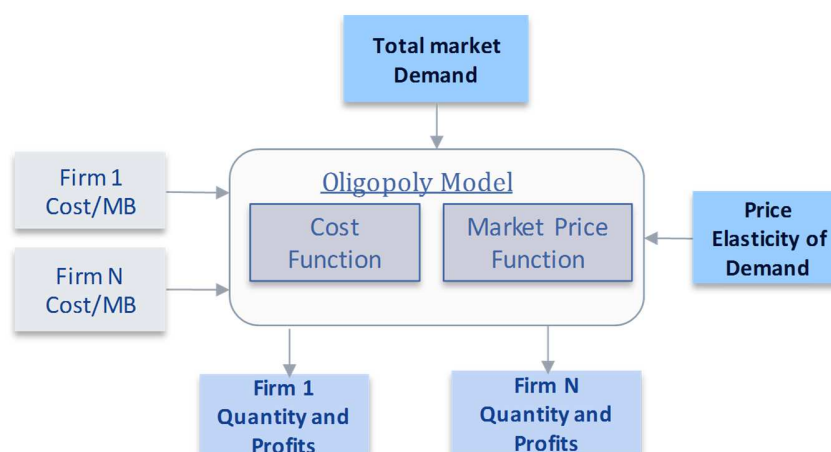 Total market
Demand
Oligopoly Model
Firm 1
Cost/MB
Cost
Function
Market Price
Function
Price
Elasticity of
Demand
Firm N
Cost/MB
Firm 1
Quantity and
Profits
Firm N
Quantity and
Profits